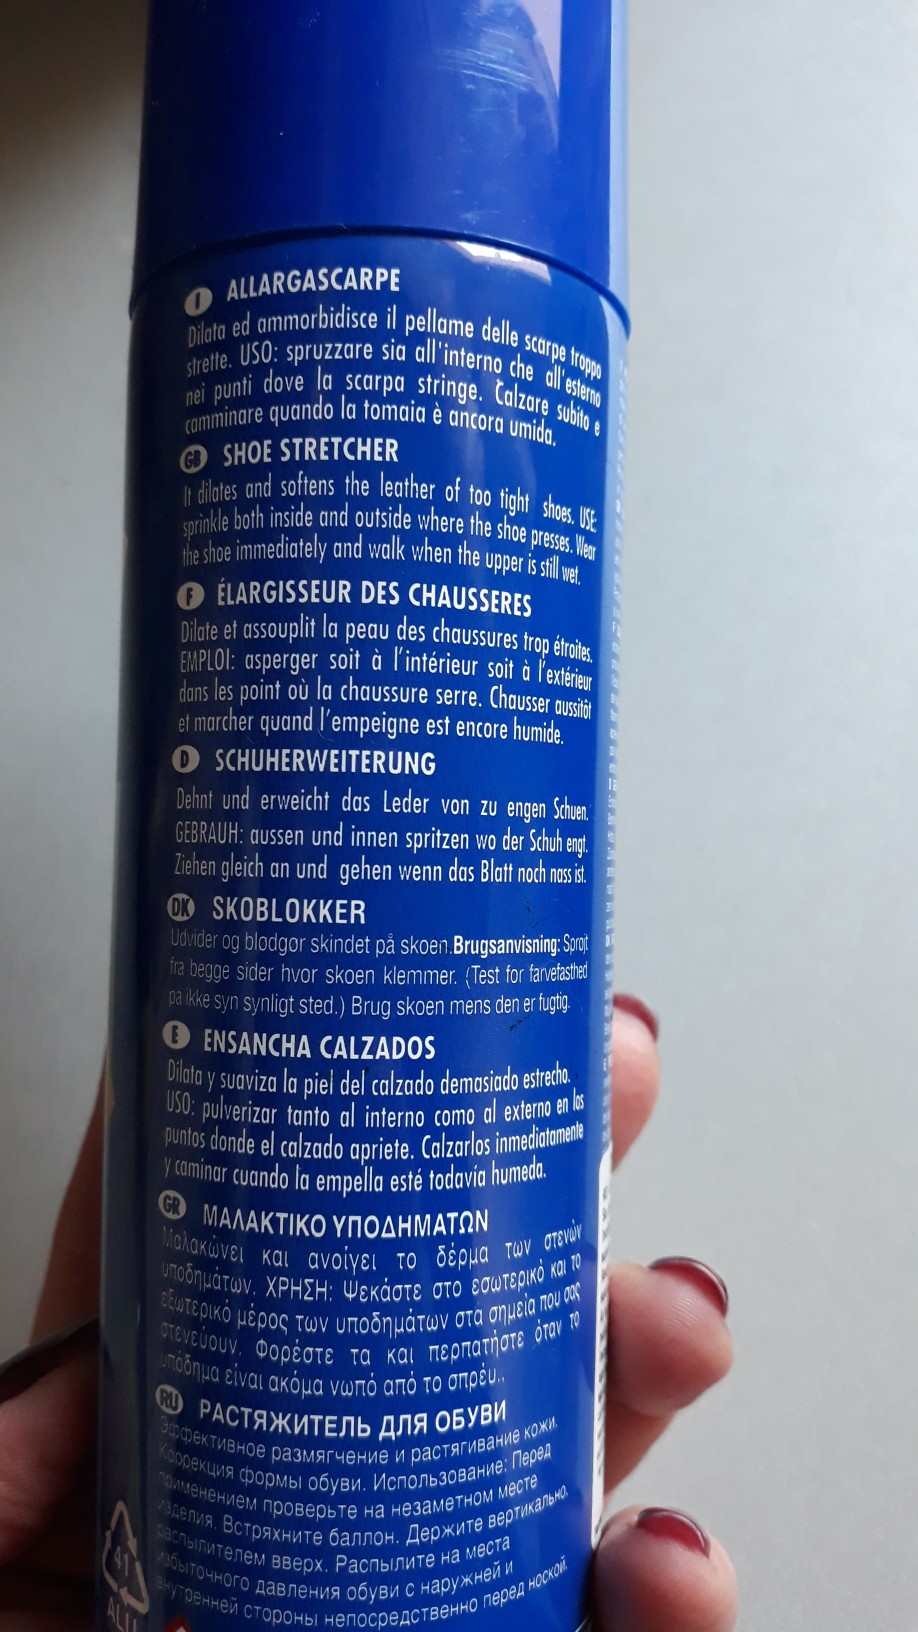 I ALLARGASCARPE
Dilata ed ammorbidisce il pellame delle scarpe troppo
strette. USO: spruzzare sia all'interno che all'esterno
nei punti dove la scarpa stringe. Calzare subito e
camminare quando la tomaia è ancora umida.
GB SHOE STRETCHER
It dilates and softens the leather of too tight shoes. USE:
sprinkle both inside and outside where the shoe presses. Wear
the shoe immediately and walk when the upper is still wet.
F ÉLARGISSEUR DES CHAUSSERES
Dilate et assouplit la peau des chaussures trop étroites.
EMPLOI: asperger soit à l'intérieur soit à l'extérieur
dans les point où la chaussure serre. Chausser aussitôt
et marcher quand l'empeigne est encore humide.
D SCHUHERWEITERUNG
Dehnt und erweicht das Leder von zu engen Schuen.
GEBRAUH: aussen und innen spritzen wo der Schuh engt.
Ziehen gleich an und gehen wenn das Blatt noch nass ist.
DK SKOBLOKKER
Udvider og blodgør skindet på skoen.Brugsanvisning: Sprojt
fra begge sider hvor skoen klemmer. (Test for farvefasthed
pa ikke syn synligt sted.) Brug skoen mens den er fugtig.
E ENSANCHA CALZADOS
Dilata y suaviza la piel del calzado demasiado estrecho.
USO: pulverizar tanto al interno como al externo en los
puntos donde el calzado apriete. Calzarlos inmediatamente
y caminar cuando la empella esté todavía humeda.
GR ΜΑΛΑΚΤΙΚΟ ΥΠΟΔΗΜΑΤΩΝ
Μαλακώνει και ανοίγει το δέρμα των στενών
υποδημάτων. ΧΡΗΣΗ: Ψεκάστε στο εσωτερικό και το
εξωτερικό μέρος των υποδημάτων στα σημεία που σας
στενεύουν. Φορέστε τα και περπατήστε όταν το
υπόδημα είναι ακόμα νωπό από το σπρέυ..
RU РАСТЯЖИТЕЛЬ ДЛЯ ОБУВИ
Эффективное размягчение и растягивание кожи.
Коррекция формы обуви. Использование: Перед
применением проверьте на незаметном месте
изделия. Встряхните баллон. Держите вертикально,
распылителем вверх. Распылите на места
избыточного давления обуви с наружней и
внутренней стороны непосредственно перед ноской.
41
ALU